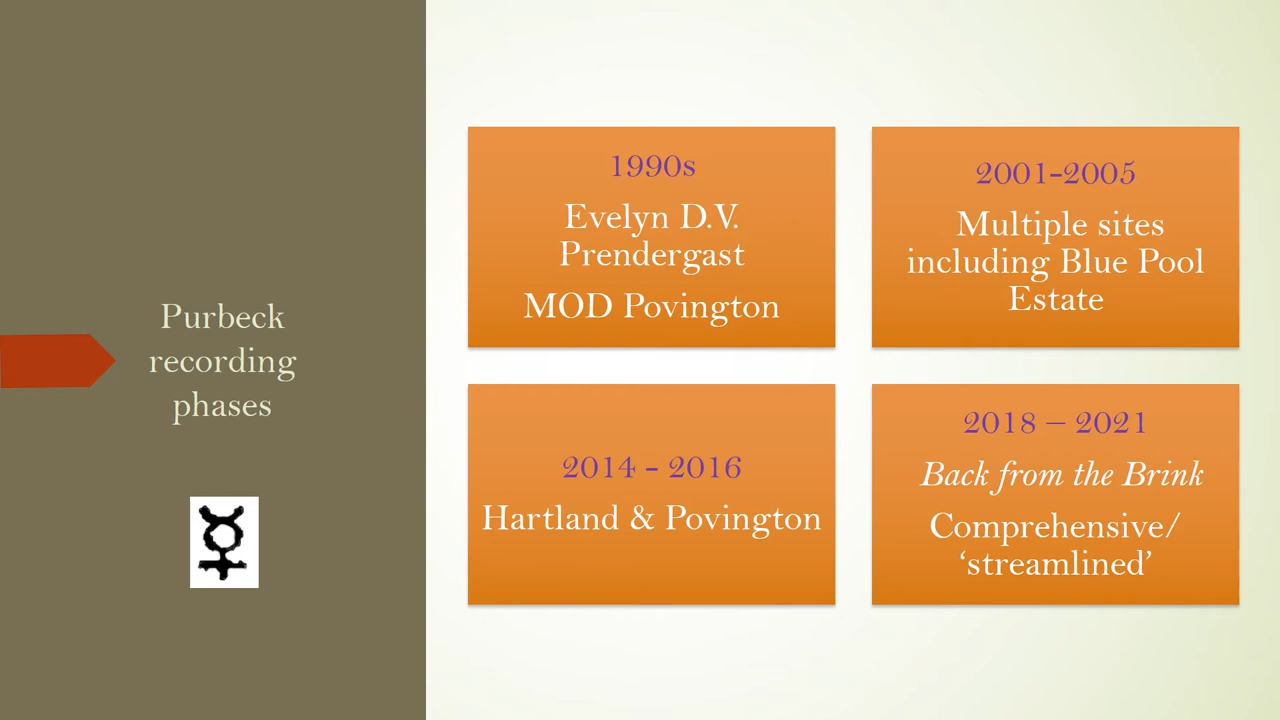 Purbeck
recording
phases
1990s
Evelyn D.V.
Prendergast
MOD Povington
2001-2005
Multiple sites
including Blue Pool
Estate
2014 - 2016
Hartland & Povington
2018 – 2021
Back from the Brink
Comprehensive/
‘streamlined’